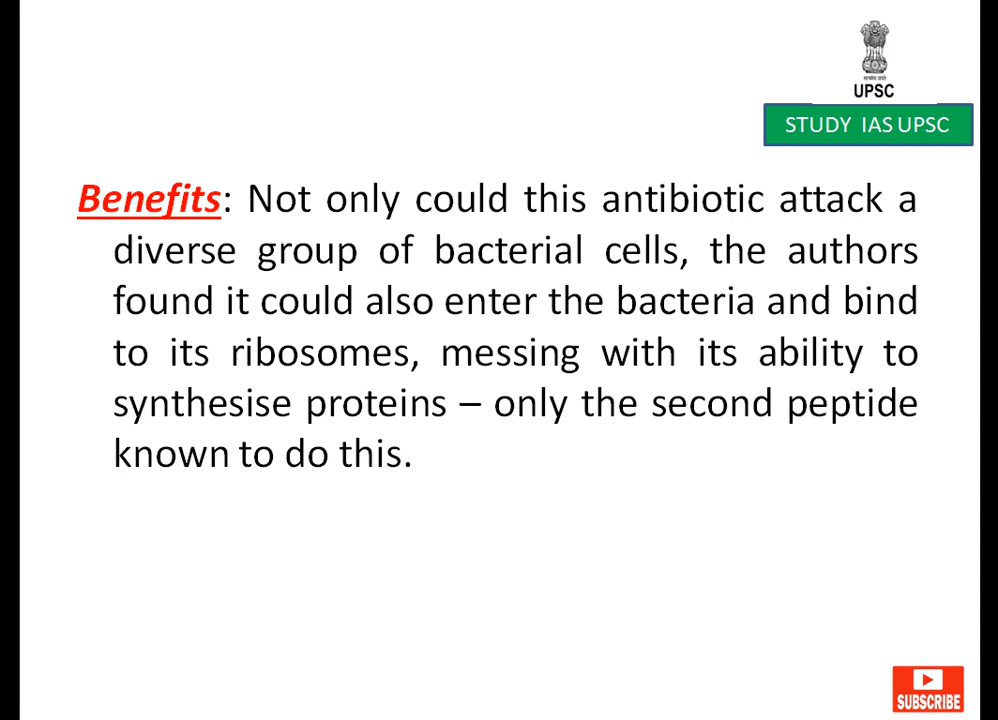 UPSC
STUDY IAS UPSC
Benefits: Not only could this antibiotic attack a
diverse group of bacterial cells, the authors
found it could also enter the bacteria and bind
to its ribosomes, messing with its ability to
synthesise proteins – only the second peptide
known to do this.
SUBSCRIBE